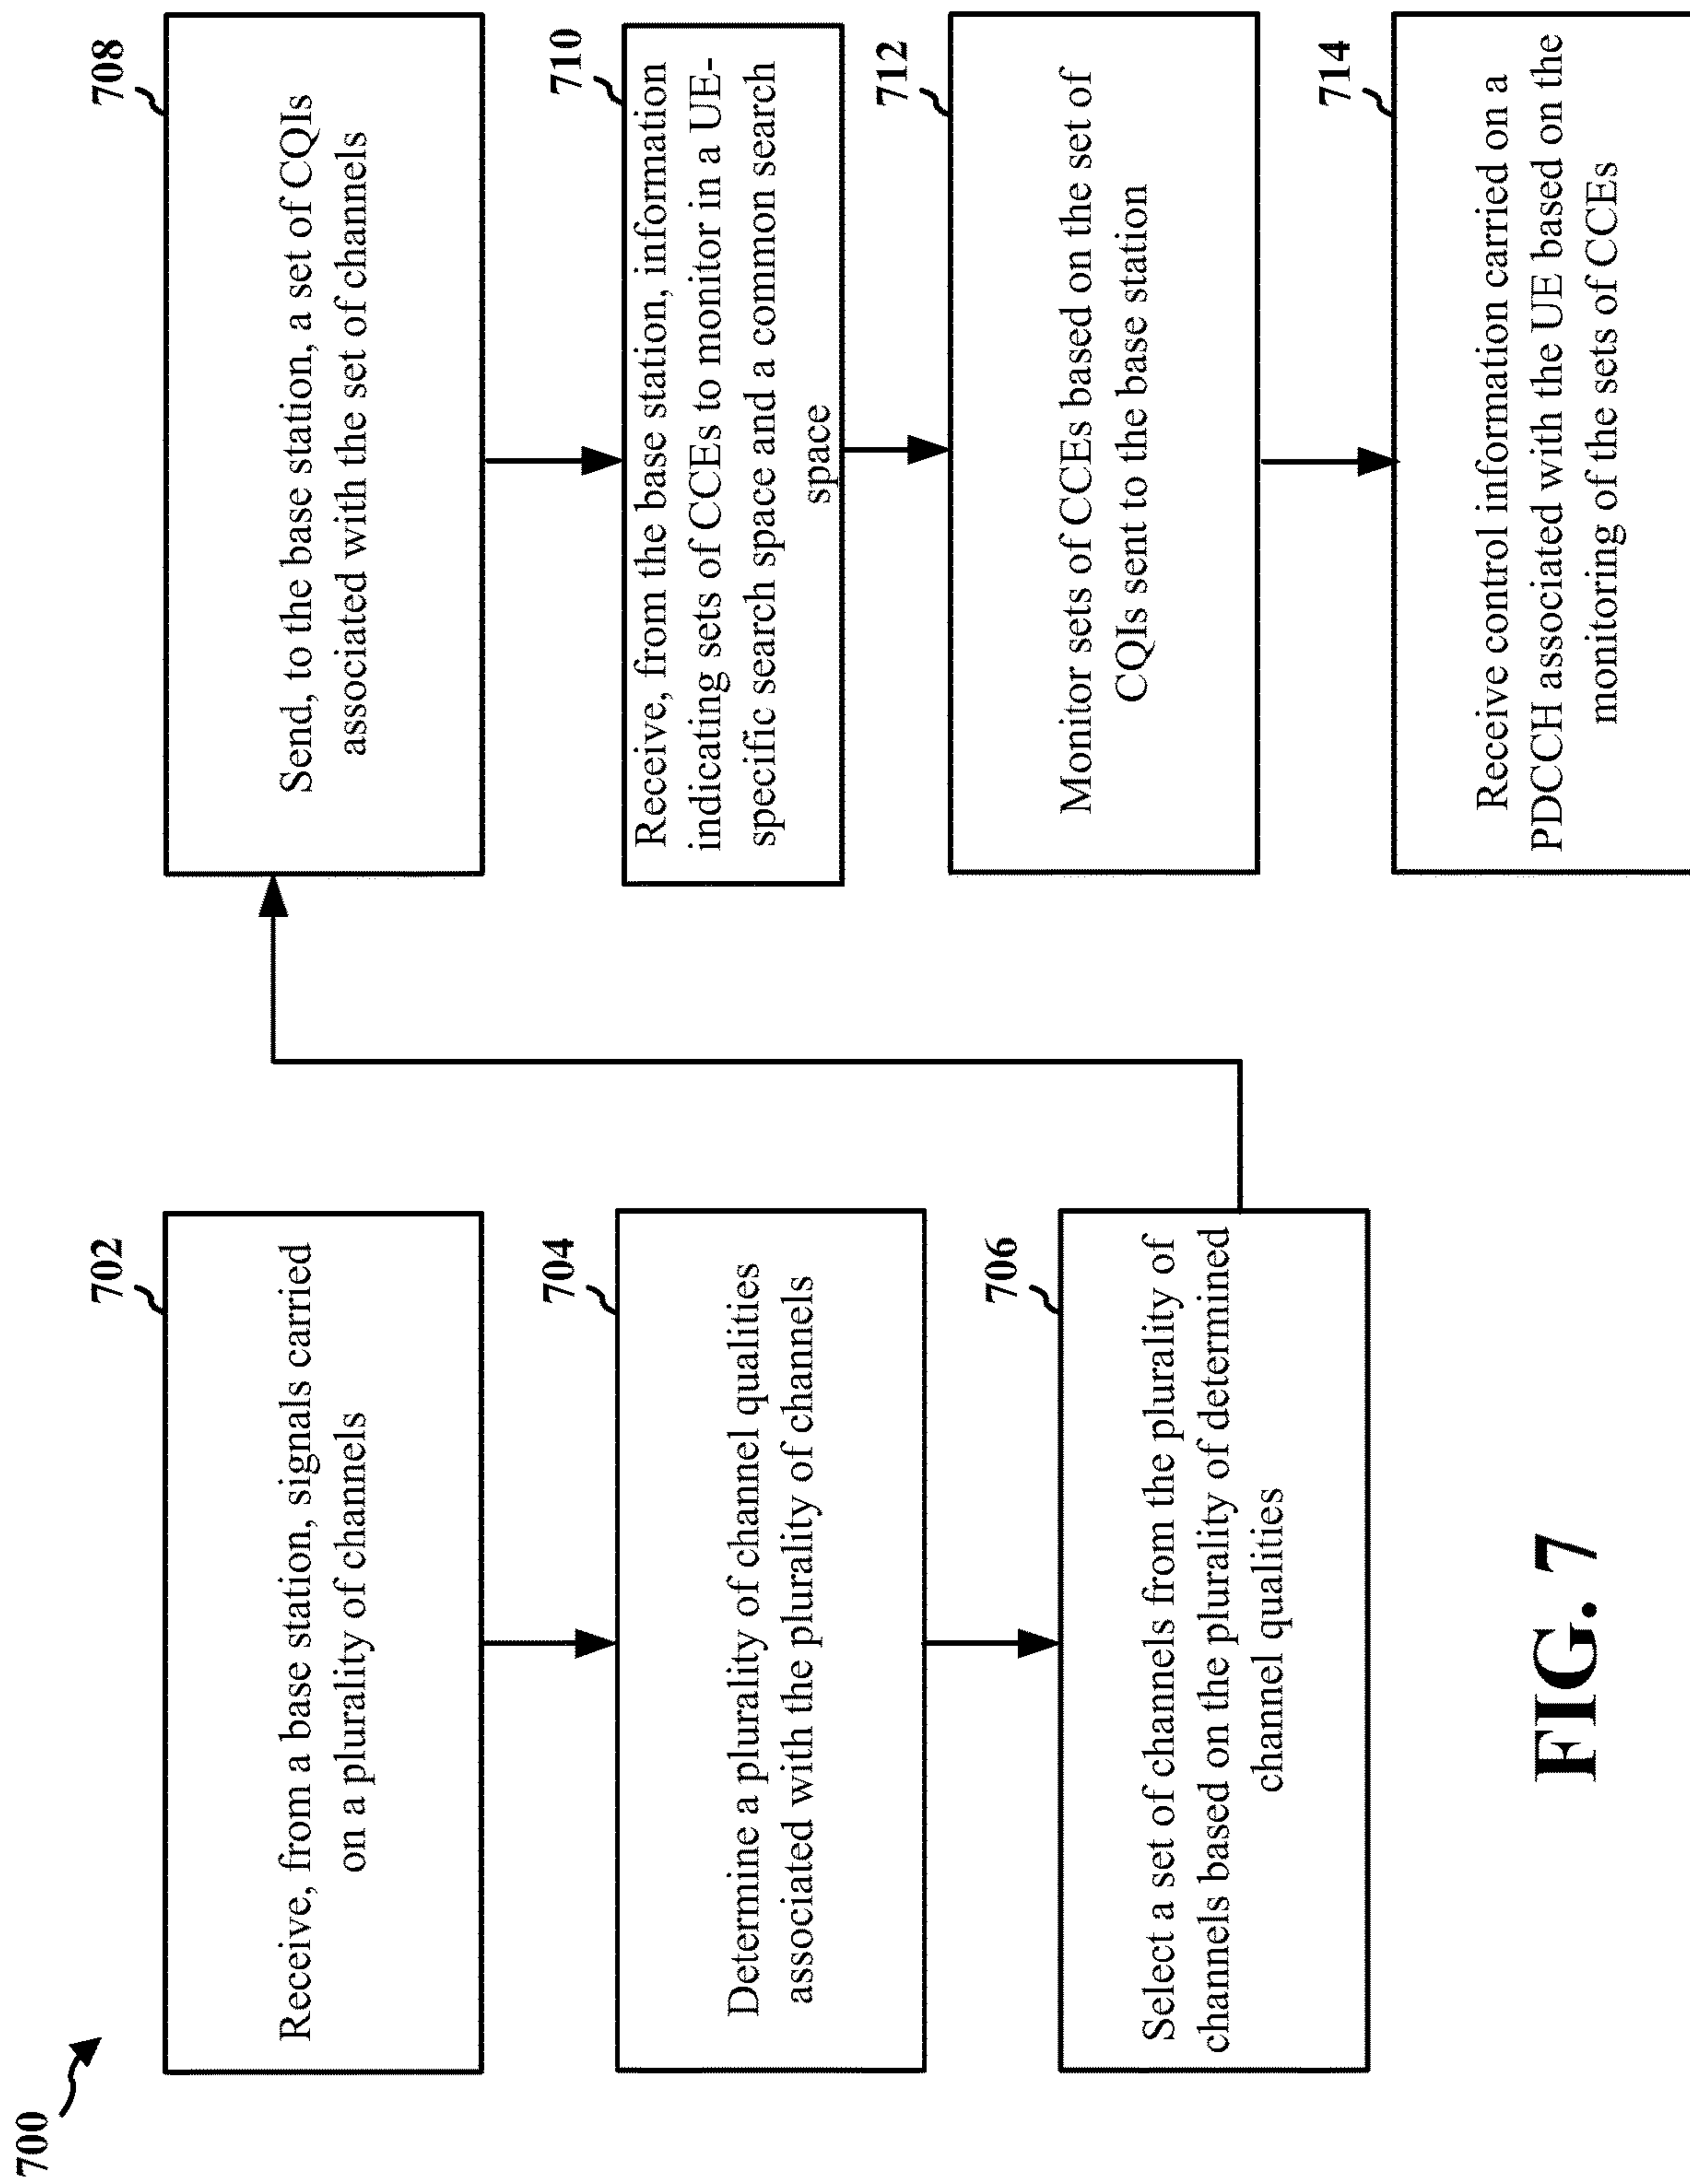 700
702
Receive, from a base station, signals carried
on a plurality of channels
704
Determine a plurality of channel qualities
associated with the plurality of channels
706
Select a set of channels from the plurality of
channels based on the plurality of determined
channel qualities
708
Send, to the base station, a set of CQIs
associated with the set of channels
710
Receive, from the base station, information
indicating sets of CCEs to monitor in a UE-
specific search space and a common search
space
712
Monitor sets of CCEs based on the set of
CQIs sent to the base station
714
Receive control information carried on a
PDCCH associated with the UE based on the
monitoring of the sets of CCEs
FIG. 7